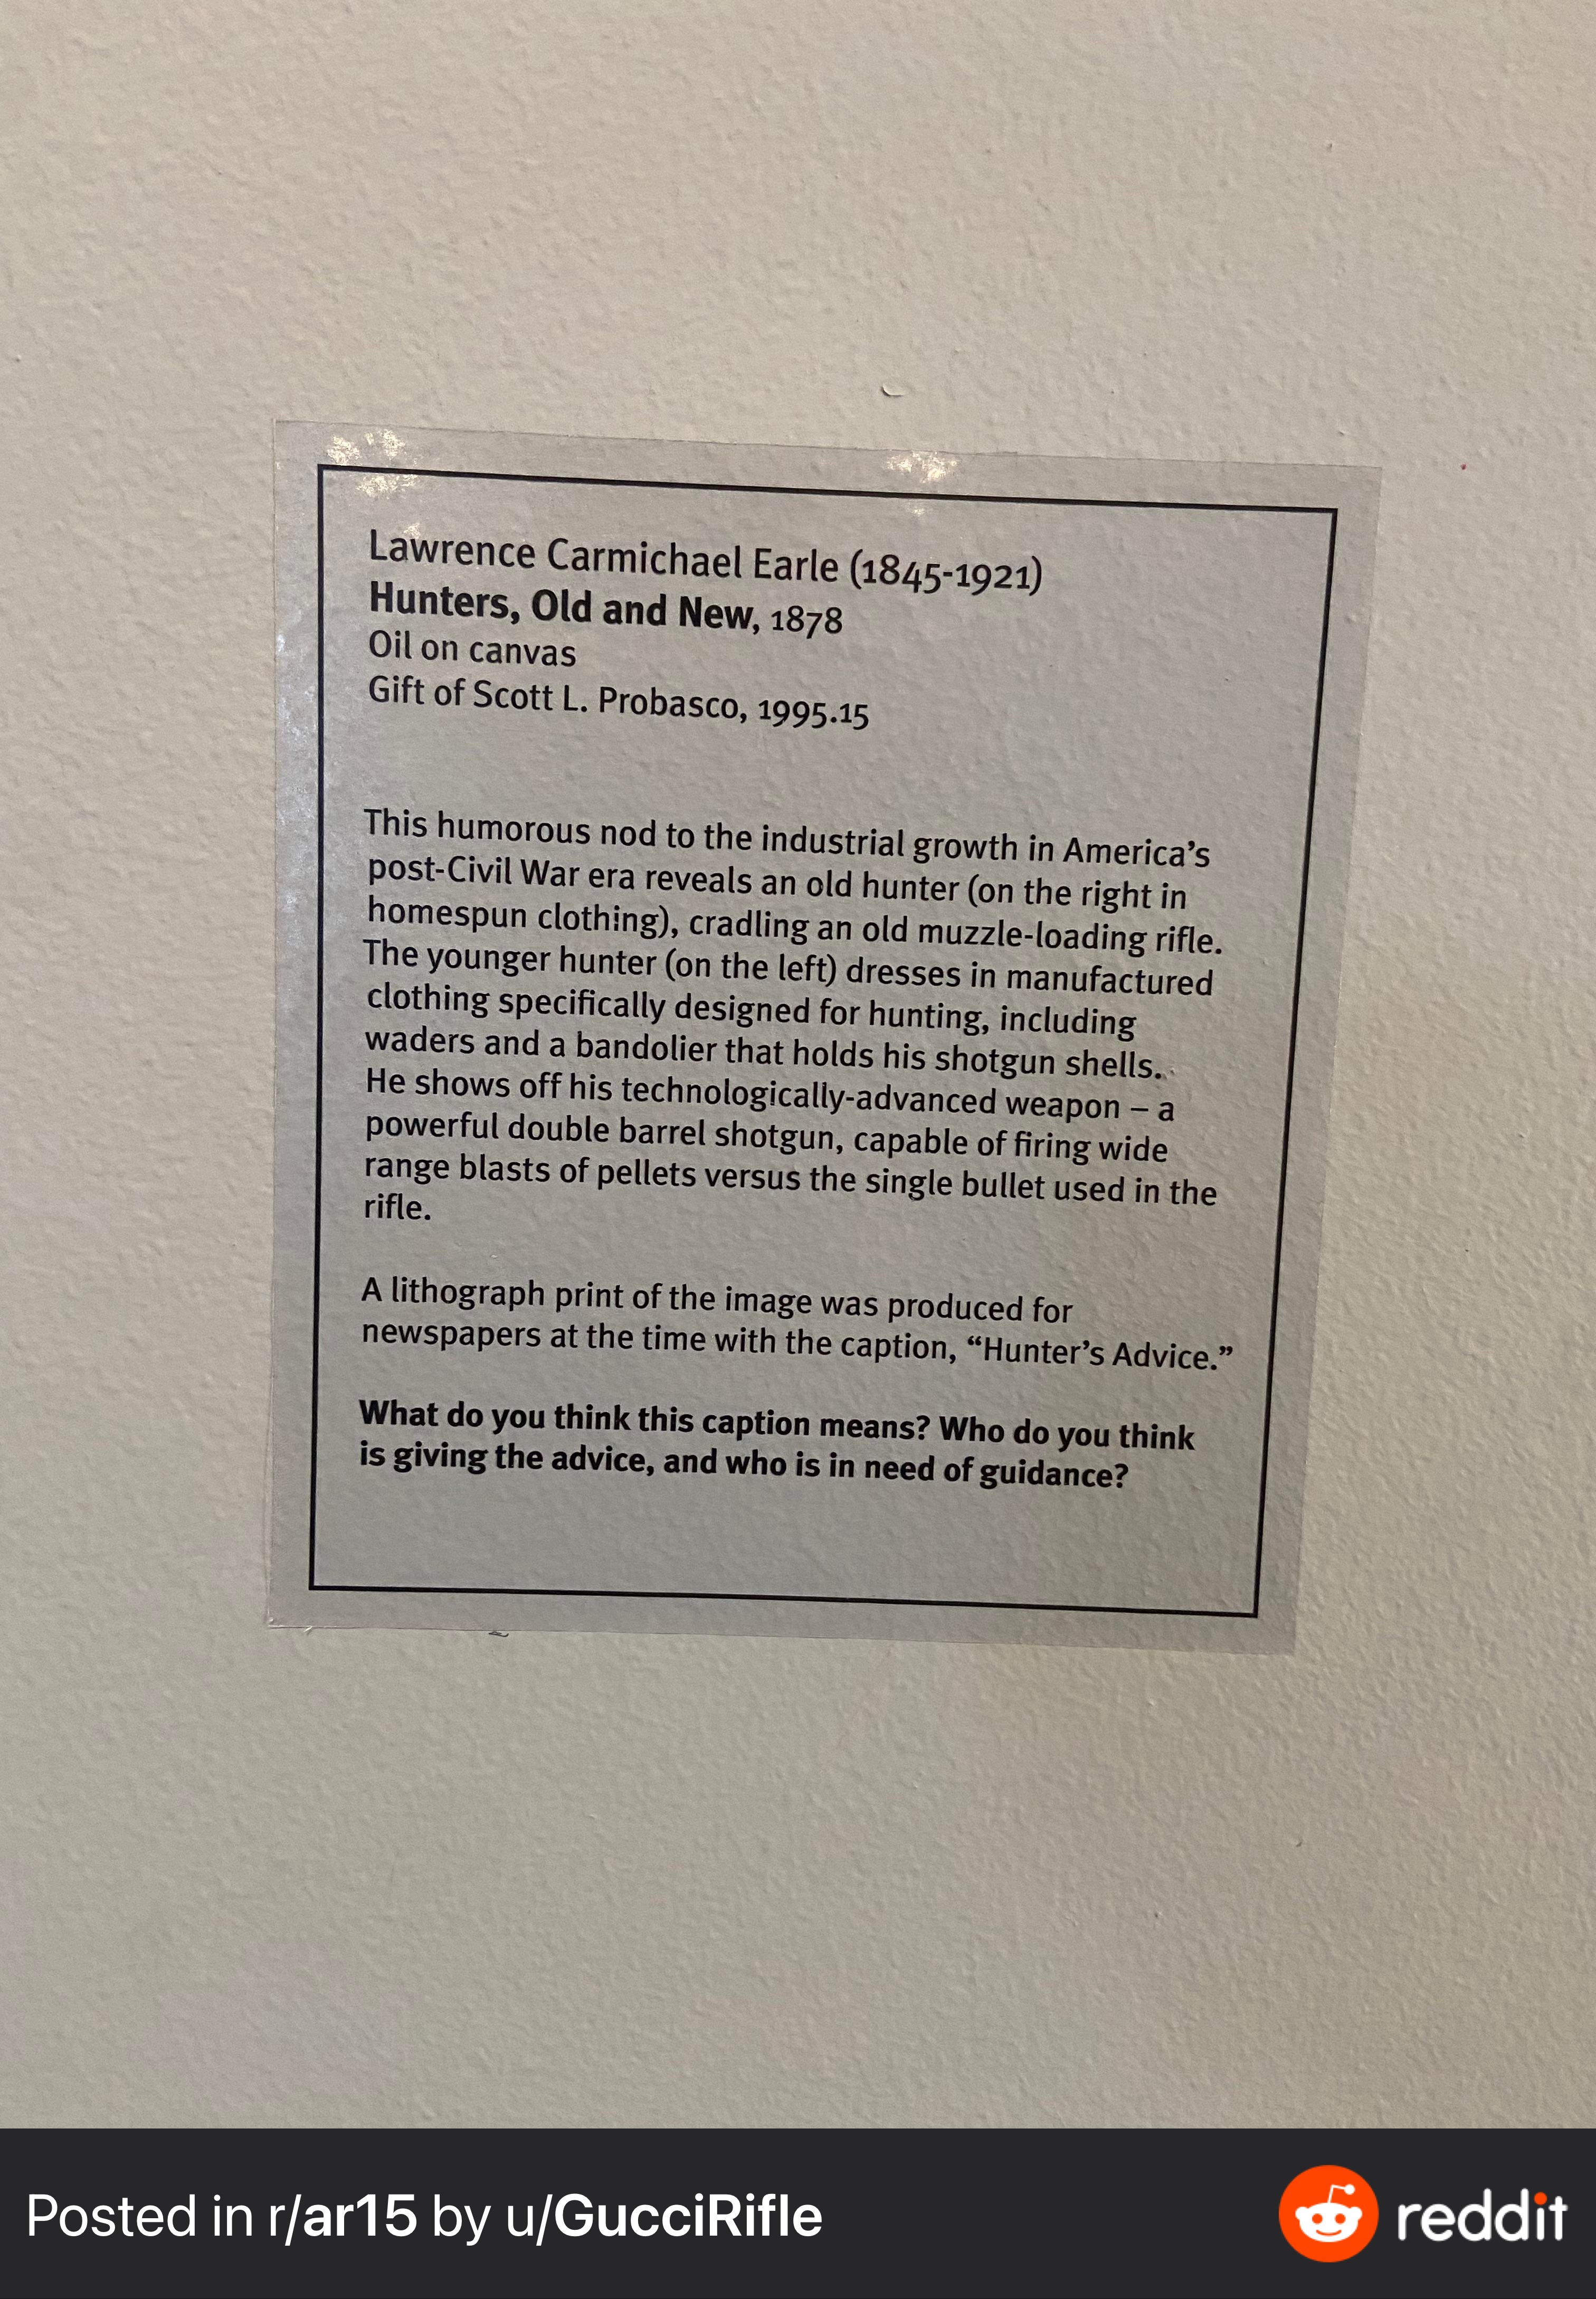 Lawrence Carmichael Earle (1845-1921)
Hunters, Old and New, 1878
Oil on canvas
Gift of Scott L. Probasco, 1995.15
This humorous nod to the industrial growth in America’s
post-Civil War era reveals an old hunter (on the right in
homespun clothing), cradling an old muzzle-loading rifle.
The younger hunter (on the left) dresses in manufactured
clothing specifically designed for hunting, including
waders and a bandolier that holds his shotgun shells.
He shows off his technologically-advanced weapon – a
powerful double barrel shotgun, capable of firing wide
range blasts of pellets versus the single bullet used in the
rifle.
A lithograph print of the image was produced for
newspapers at the time with the caption, “Hunter’s Advice.”
What do you think this caption means? Who do you think
is giving the advice, and who is in need of guidance?
Posted in r/ar15 by u/GucciRifle
reddit